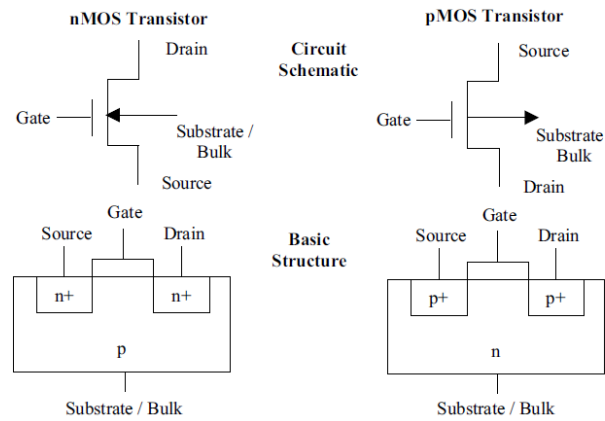 nMOS Transistor
pMOS Transistor
Drain
Circuit
Schematic
Source
Gate
Substrate /
Bulk
Source
Gate
Substrate
Bulk
Drain
Gate
Source
Drain
n+
n+
p
Substrate / Bulk
Basic
Structure
Gate
Source
Drain
p+
p+
n
Substrate / Bulk